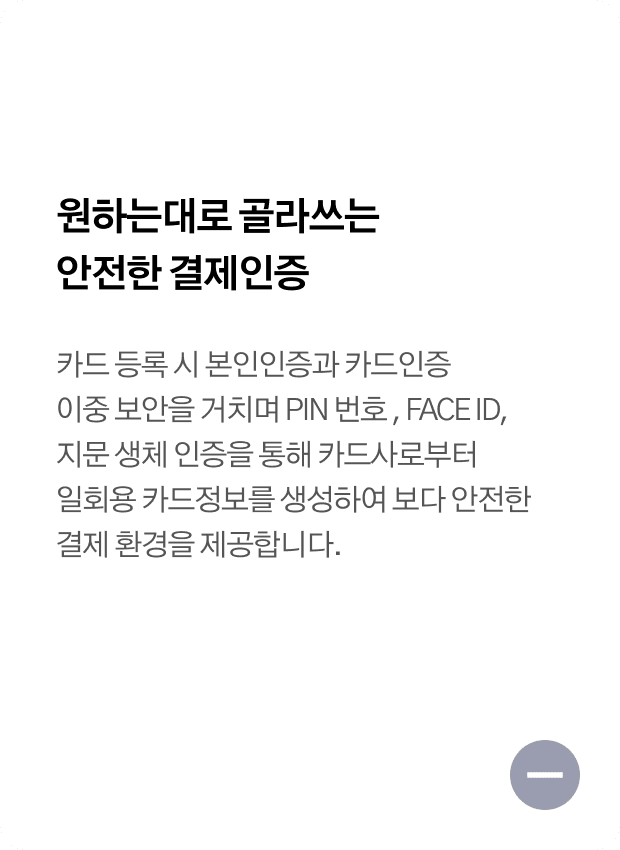 원하는대로 골라쓰는
안전한 결제인증
카드 등록 시 본인인증과 카드인증
이중 보안을 거치며 PIN 번호 , FACE ID,
지문 생체 인증을 통해 카드사로부터
일회용 카드정보를 생성하여 보다 안전한
결제 환경을 제공합니다.